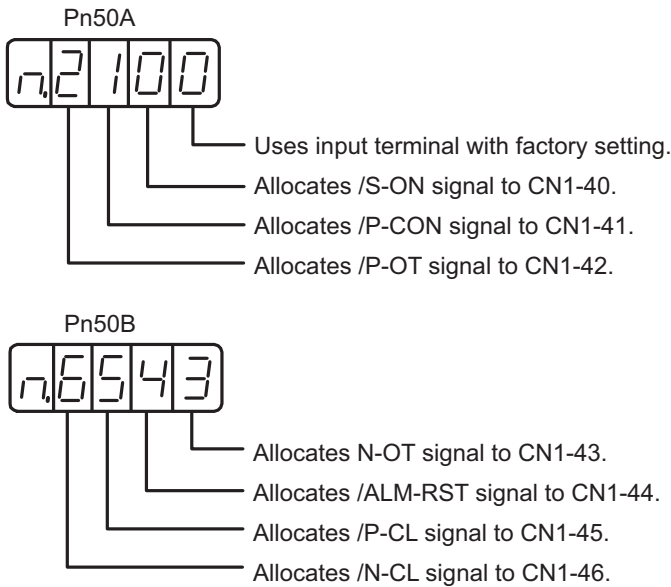 Pn50A
n.2100
Uses input terminal with factory setting.
Allocates /S-ON signal to CN1-40.
Allocates /P-CON signal to CN1-41.
Allocates /P-OT signal to CN1-42.
Pn50B
n.6543
Allocates N-OT signal to CN1-43.
Allocates /ALM-RST signal to CN1-44.
Allocates /P-CL signal to CN1-45.
Allocates /N-CL signal to CN1-46.